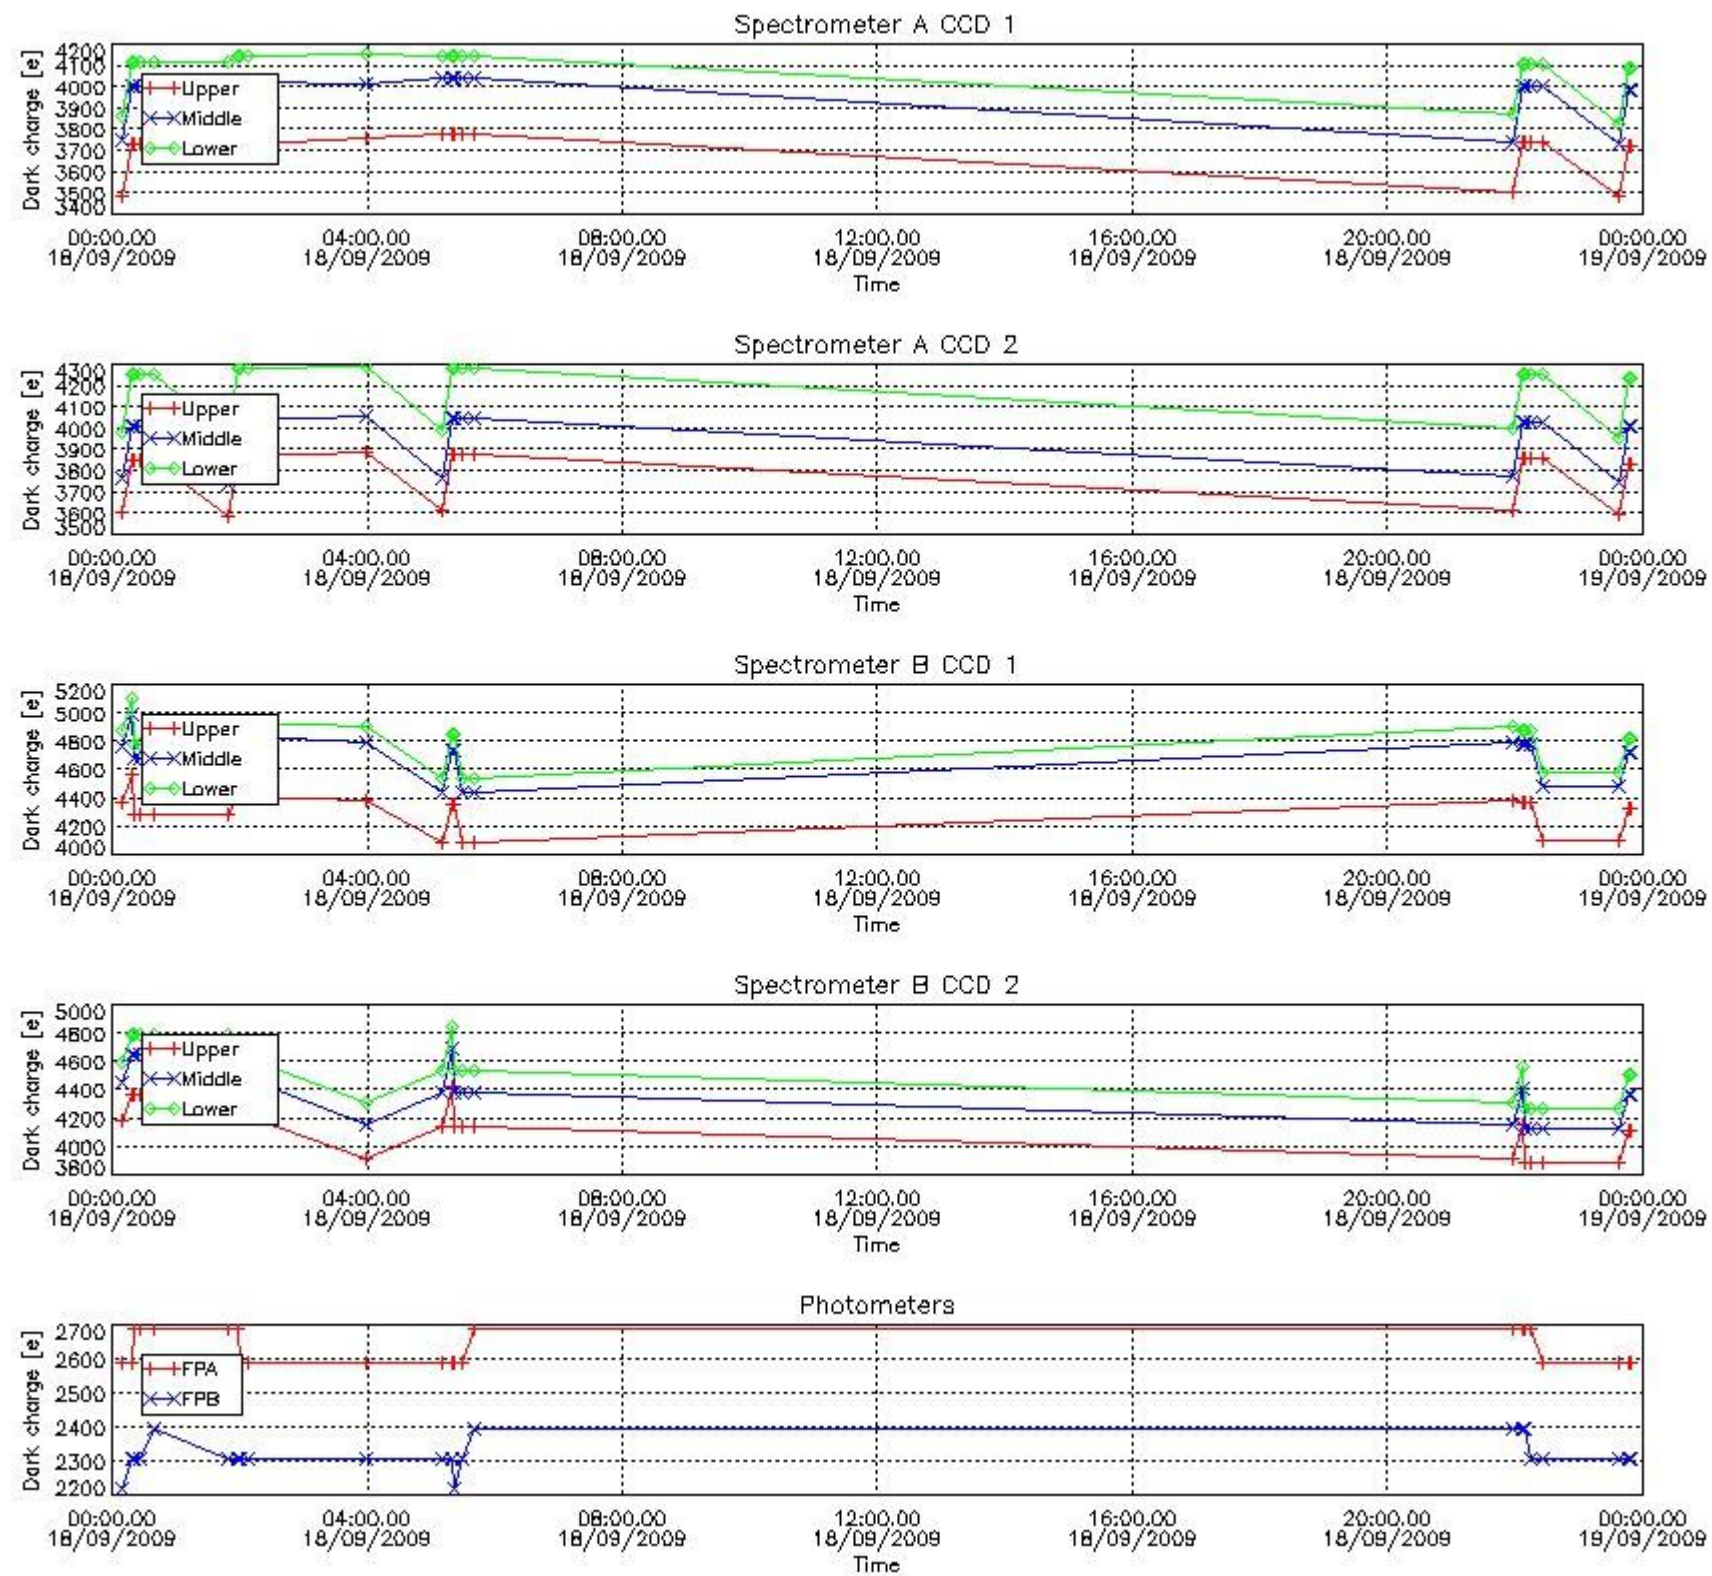 Spectrometer A CCD 1
Dark charge [e]
4200
4100
4000
3900
3800
3700
3600
3500
3400
Upper
Middle
Lower
00:00.00 04:00.00 08:00.00 12:00.00 16:00.00 20:00.00 00:00.00
18/09/2009 18/09/2009 18/09/2009 18/09/2009 18/09/2009 18/09/2009 19/09/2009
Time
Spectrometer A CCD 2
Dark charge [e]
4300
4200
4100
4000
3900
3800
3700
3600
3500
Upper
Middle
Lower
00:00.00 04:00.00 08:00.00 12:00.00 16:00.00 20:00.00 00:00.00
18/09/2009 18/09/2009 18/09/2009 18/09/2009 18/09/2009 18/09/2009 19/09/2009
Time
Spectrometer B CCD 1
Dark charge [e]
5200
5000
4800
4600
4400
4200
4000
Upper
Middle
Lower
00:00.00 04:00.00 08:00.00 12:00.00 16:00.00 20:00.00 00:00.00
18/09/2009 18/09/2009 18/09/2009 18/09/2009 18/09/2009 18/09/2009 19/09/2009
Time
Spectrometer B CCD 2
Dark charge [e]
5000
4800
4600
4400
4200
4000
3800
Upper
Middle
Lower
00:00.00 04:00.00 08:00.00 12:00.00 16:00.00 20:00.00 00:00.00
18/09/2009 18/09/2009 18/09/2009 18/09/2009 18/09/2009 18/09/2009 19/09/2009
Time
Photometers
Dark charge [e]
2700
2600
2500
2400
2300
2200
FPA
FPB
00:00.00 04:00.00 08:00.00 12:00.00 16:00.00 20:00.00 00:00.00
18/09/2009 18/09/2009 18/09/2009 18/09/2009 18/09/2009 18/09/2009 19/09/2009
Time